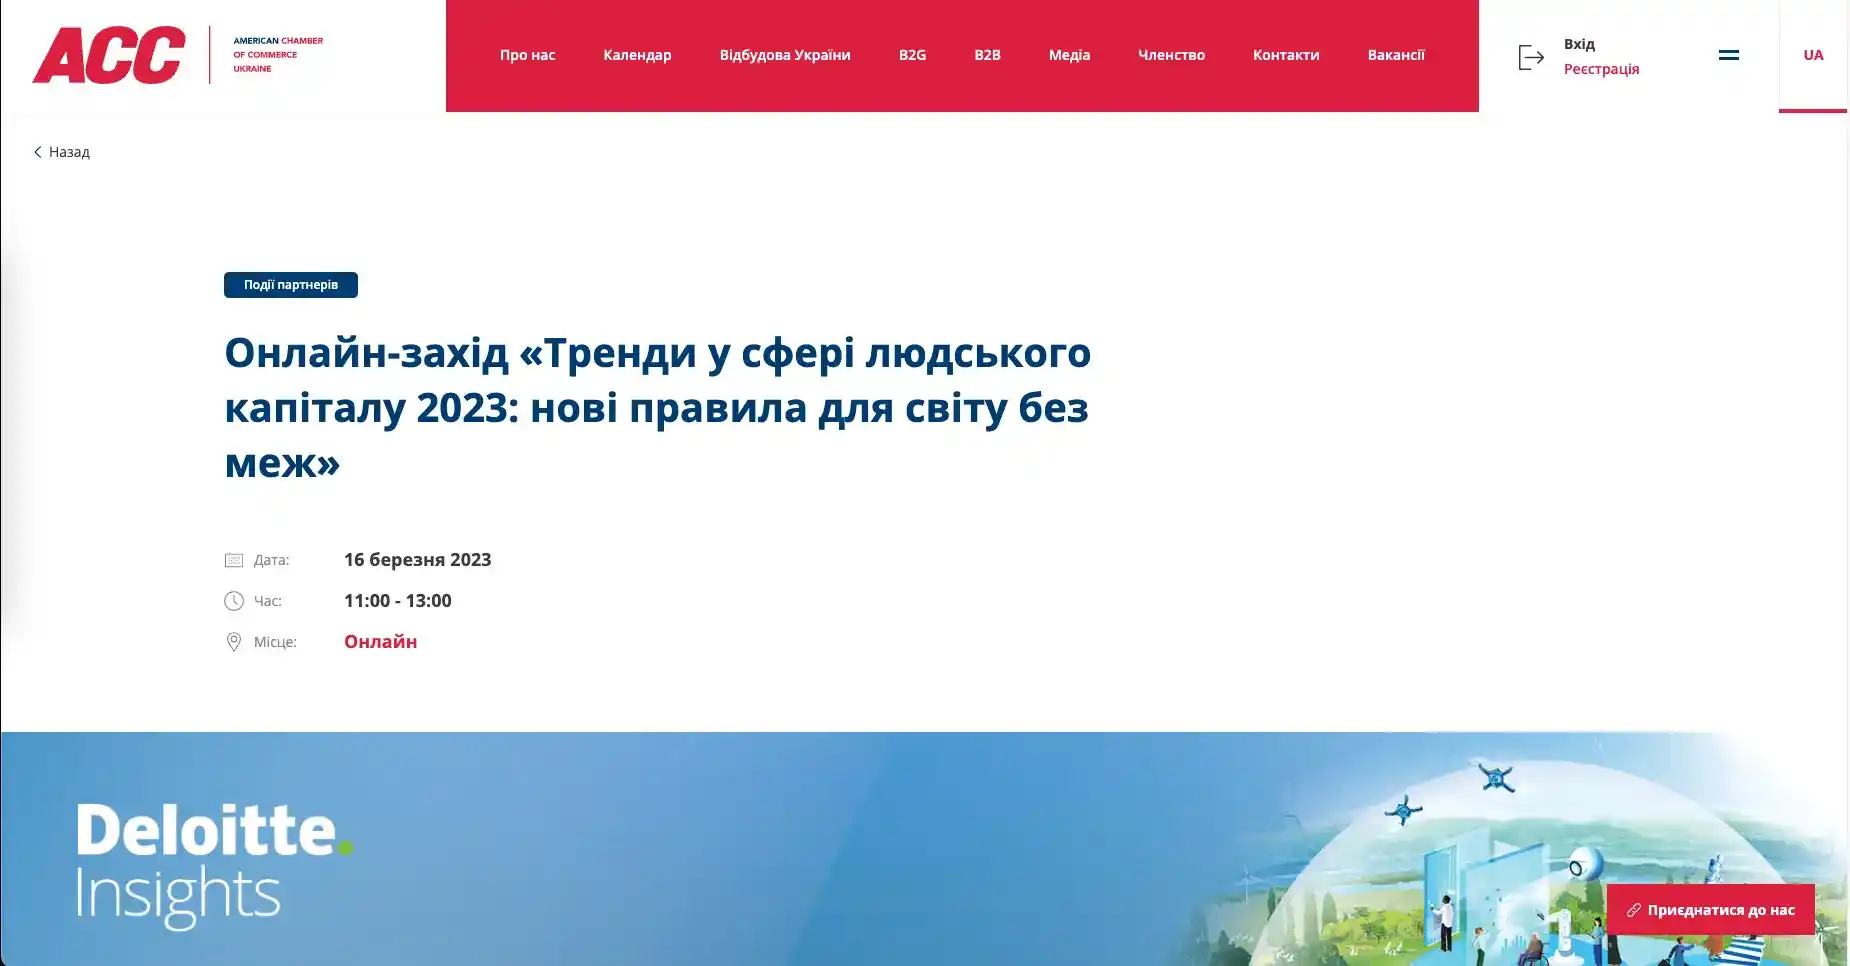 ACC
AMERICAN CHAMBER
OF COMMERCE
UKRAINE
Про нас
Календар
Відбудова України
B2G
B2B
Медіа
Членство
Контакти
Вакансії
Вхід
Реєстрація
UA
Назад
Події партнерів
Онлайн-захід «Тренди у сфері людського
капіталу 2023: нові правила для світу без
меж»
Дата: 16 березня 2023
Час: 11:00 - 13:00
Місце: Онлайн
Deloitte.
Insights
Приєднатися до нас